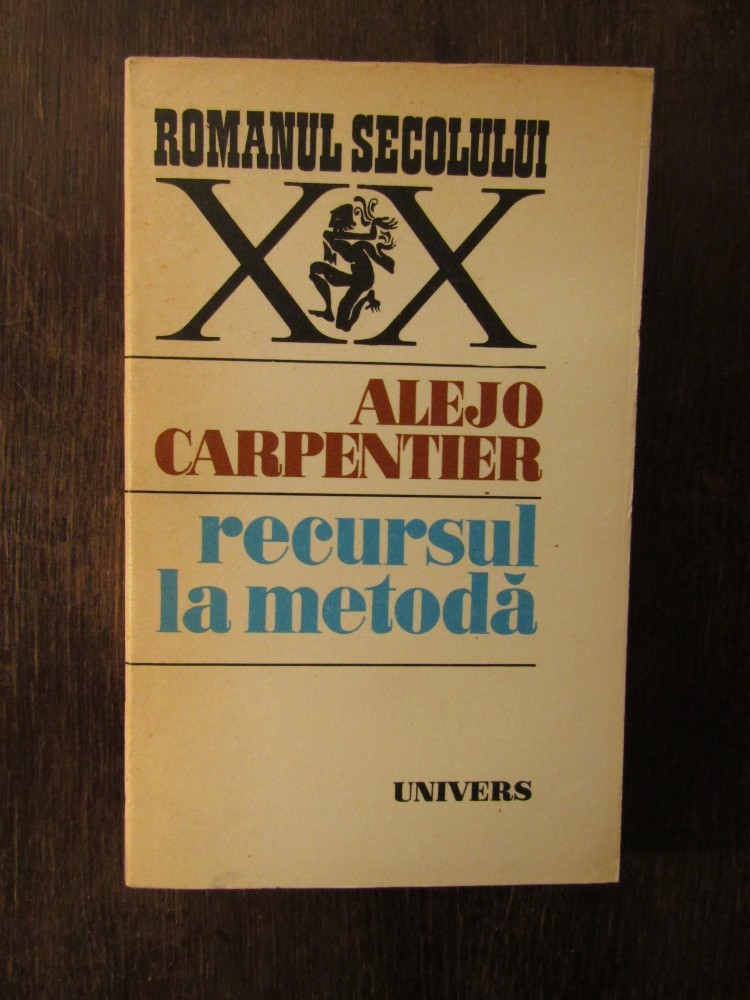 ROMANUL SECOLULUI
XX
ALEJO
CARPENTIER
recursul
la metodă
UNIVERS